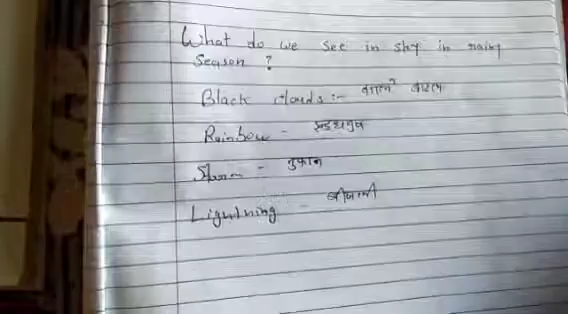 What do we see in sky in rainy
season ?
Black clouds :- काले बादल
Rainbow - इन्द्रधनुष
Storm - तुफान
Lightning - बीजली